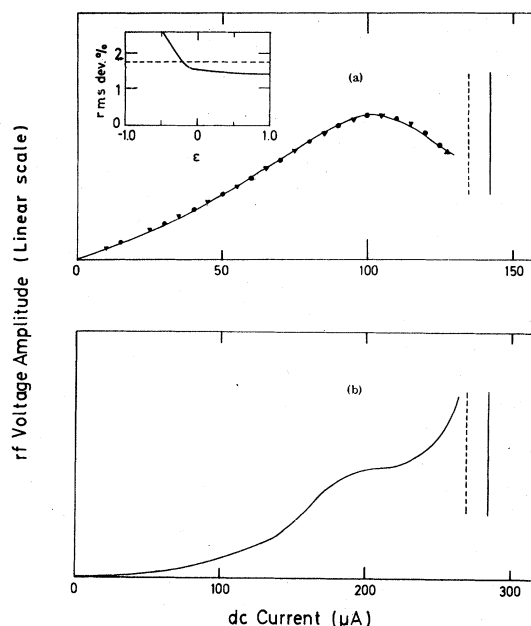 rf Voltage Amplitude (Linear scale)
rms dev.%
2
1
0
-1.0
0
1.0
ε
(a)
0
50
100
150
(b)
0
100
200
300
dc Current (μA)